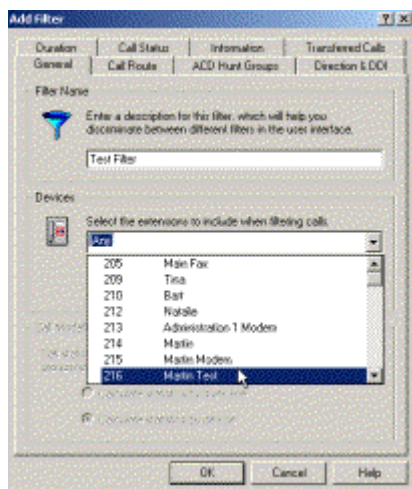 Add Filter
Duration Call Status Information Transferred Calls
General Call Route ACD Hunt Groups Direction & DDI
Filter Name
Enter a description for this filter, which will help you
discriminate between different filters in the user interface.
Test Filter
Devices
Select the extensions to include when filtering calls.
Any
205 Main Fax
209 Tina
210 Bart
212 Natalie
213 Administration 1 Modem
214 Martin
215 Martin Modem
216 Martin Test
OK Cancel Help